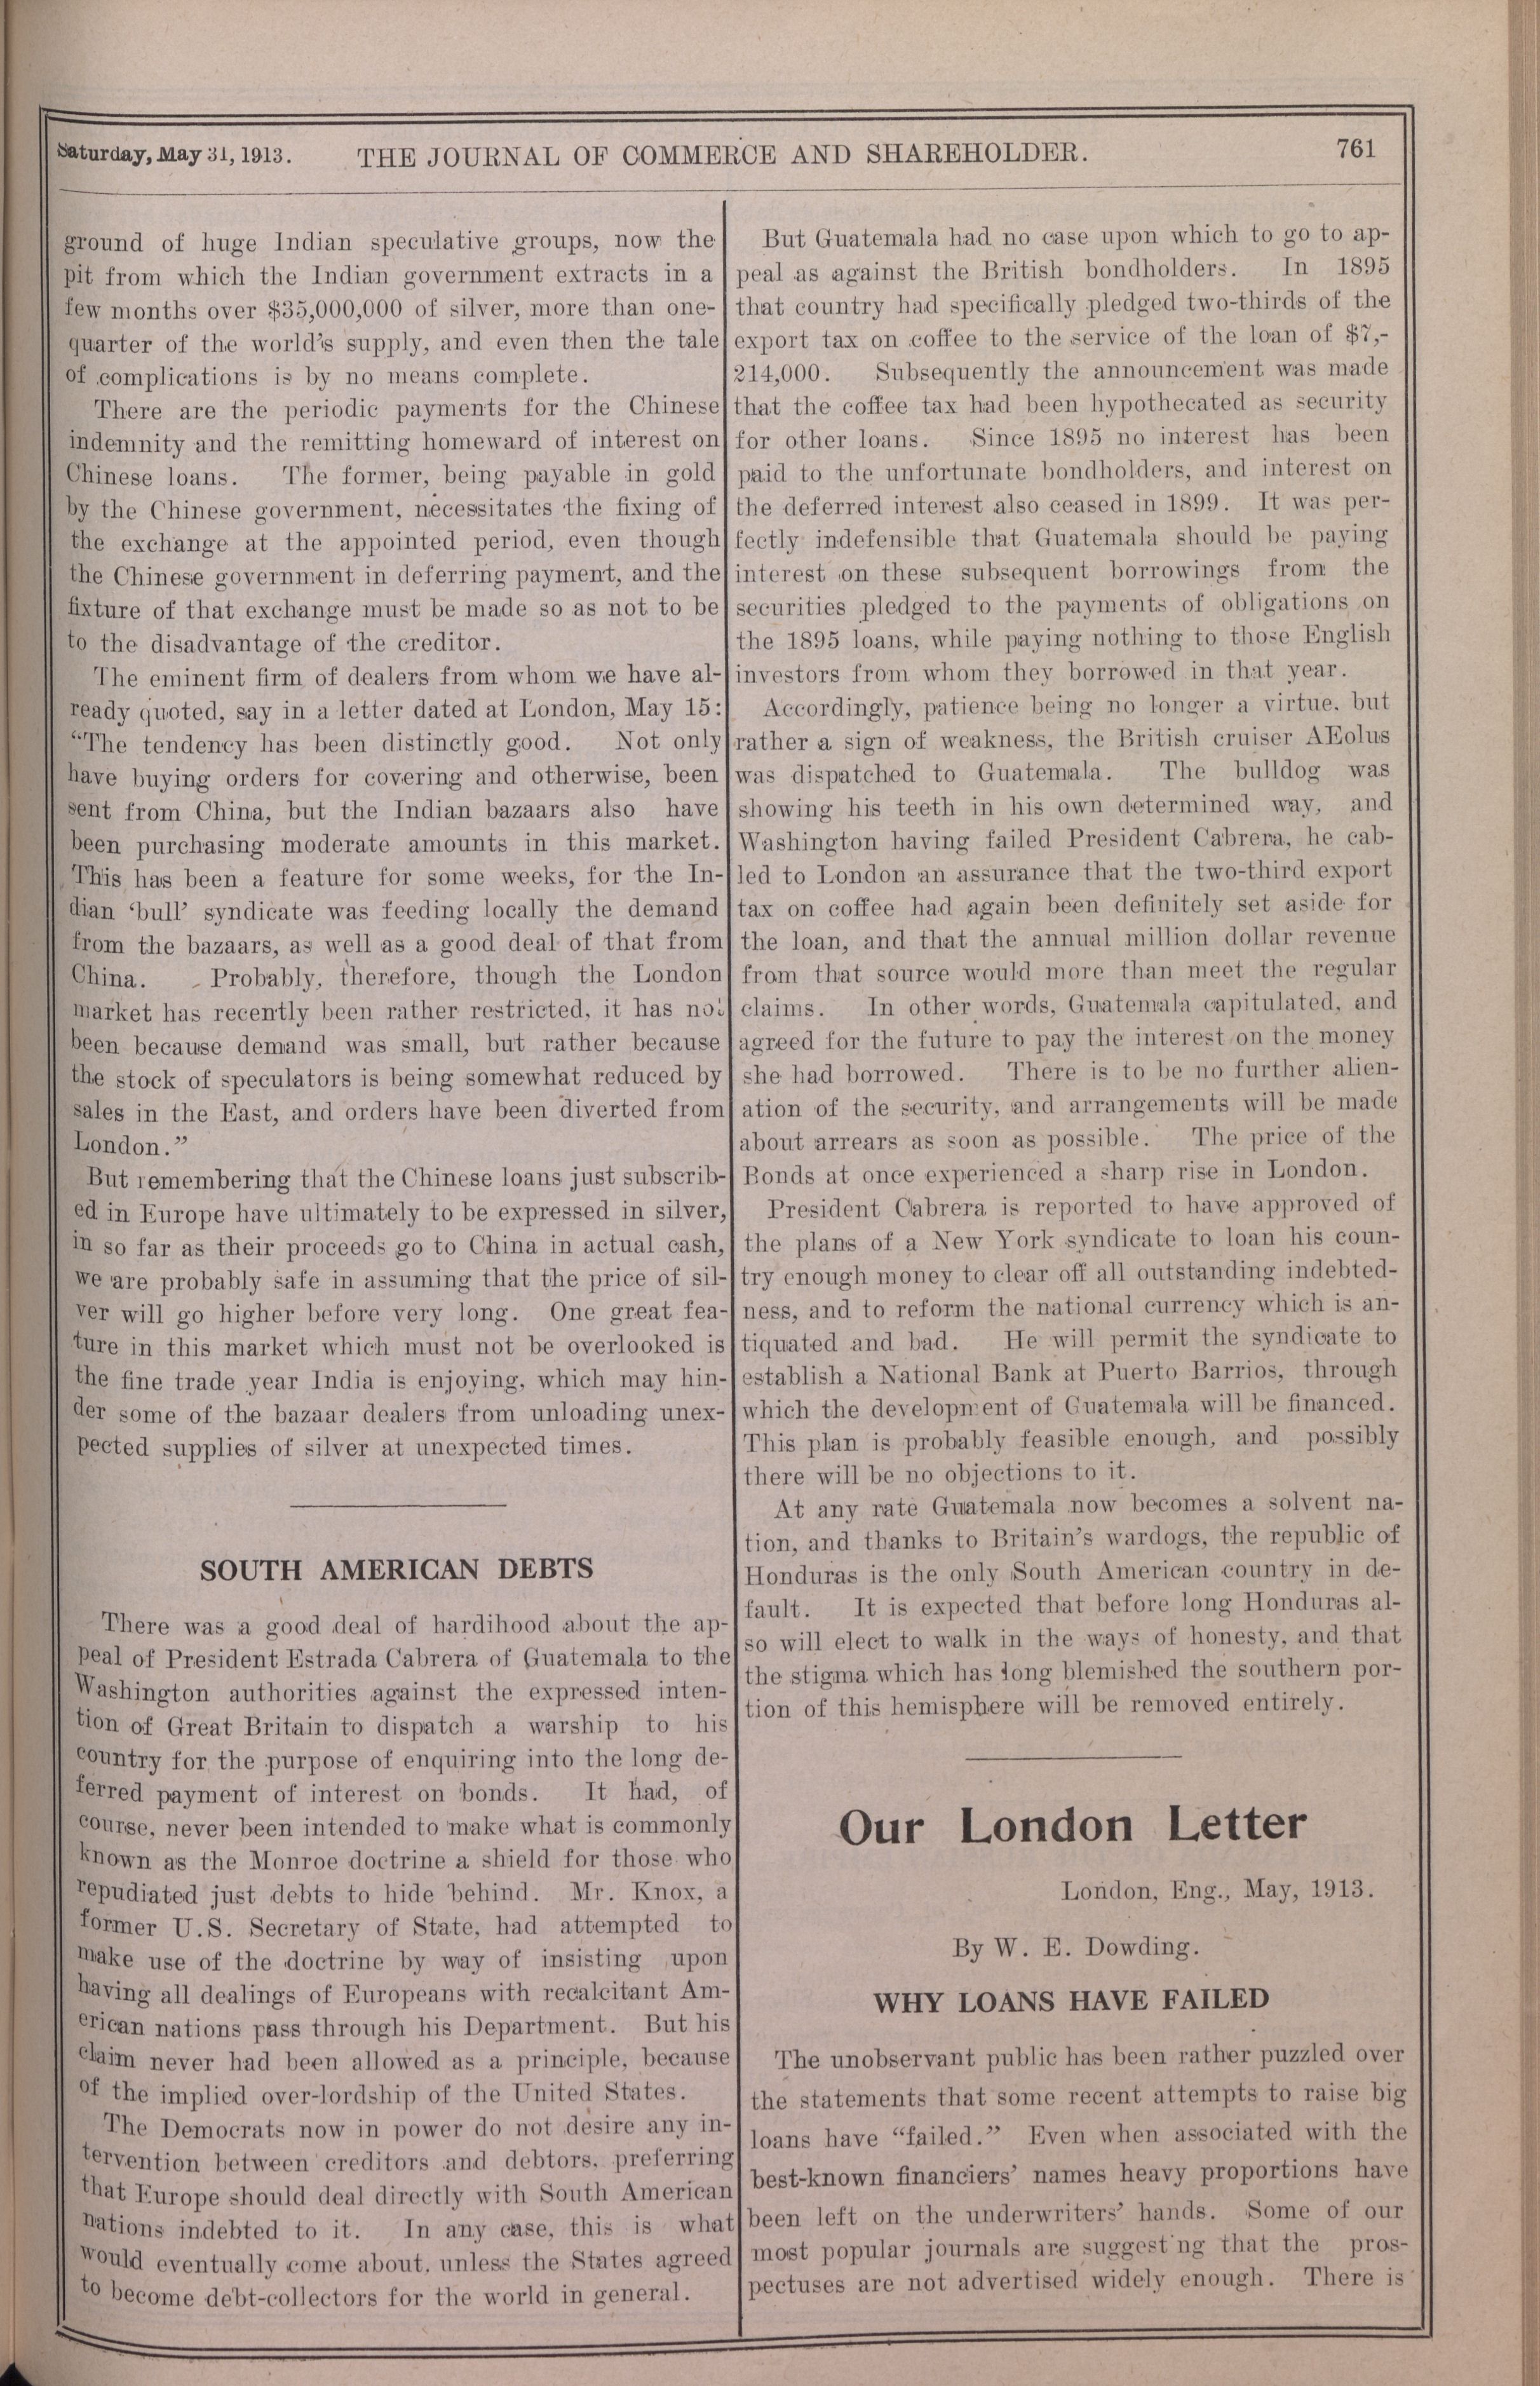 Saturday, May 31, 1913. THE JOURNAL OF COMMERCE AND SHAREHOLDER. 761
ground of huge Indian speculative groups, now the
pit from which the Indian government extracts in a
few months over $35,000,000 of silver, more than one-
quarter of the world's supply, and even then the tale
of complications is by no means complete.
There are the periodic payments for the Chinese
indemnity and the remitting homeward of interest on
Chinese loans. The former, being payable in gold
by the Chinese government, necessitates the fixing of
the exchange at the appointed period, even though
the Chinese government in deferring payment, and the
fixture of that exchange must be made so as not to be
to the disadvantage of the creditor.
The eminent firm of dealers from whom we have al-
ready quoted, say in a letter dated at London, May 15:
"The tendency has been distinctly good. Not only
have buying orders for covering and otherwise, been
sent from China, but the Indian bazaars also have
been purchasing moderate amounts in this market.
This has been a feature for some weeks, for the In-
dian 'bull' syndicate was feeding locally the demand
from the bazaars, as well as a good deal of that from
China. Probably, therefore, though the London
market has recently been rather restricted, it has not
been because demand was small, but rather because
the stock of speculators is being somewhat reduced by
sales in the East, and orders have been diverted from
London."
But remembering that the Chinese loans just subscrib-
ed in Europe have ultimately to be expressed in silver,
in so far as their proceeds go to China in actual cash,
we are probably safe in assuming that the price of sil-
ver will go higher before very long. One great fea-
ture in this market which must not be overlooked is
the fine trade year India is enjoying, which may hin-
der some of the bazaar dealers from unloading unex-
pected supplies of silver at unexpected times.
SOUTH AMERICAN DEBTS
There was a good deal of hardihood about the ap-
peal of President Estrada Cabrera of Guatemala to the
Washington authorities against the expressed inten-
tion of Great Britain to dispatch a warship to his
country for the purpose of enquiring into the long de-
ferred payment of interest on bonds. It had, of
course, never been intended to make what is commonly
known as the Monroe doctrine a shield for those who
repudiated just debts to hide behind. Mr. Knox, a
former U.S. Secretary of State, had attempted to
make use of the doctrine by way of insisting upon
having all dealings of Europeans with recalcitant Am-
erican nations pass through his Department. But his
claim never had been allowed as a principle, because
of the implied over-lordship of the United States.
The Democrats now in power do not desire any in-
tervention between creditors and debtors, preferring
that Europe should deal directly with South American
nations indebted to it. In any case, this is what
would eventually come about, unless the States agreed
to become debt-collectors for the world in general.
But Guatemala had no case upon which to go to ap-
peal as against the British bondholders. In 1895
that country had specifically pledged two-thirds of the
export tax on coffee to the service of the loan of $7,-
214,000. Subsequently the announcement was made
that the coffee tax had been hypothecated as security
for other loans. Since 1895 no interest has been
paid to the unfortunate bondholders, and interest on
the deferred interest also ceased in 1899. It was per-
fectly indefensible that Guatemala should be paying
interest on these subsequent borrowings from the
securities pledged to the payments of obligations on
the 1895 loans, while paying nothing to those English
investors from whom they borrowed in that year.
Accordingly, patience being no longer a virtue. but
rather a sign of weakness, the British cruiser AEolus
was dispatched to Guatemala. The bulldog was
showing his teeth in his own determined way, and
Washington having failed President Cabrera, he cab-
led to London an assurance that the two-third export
tax on coffee had again been definitely set aside for
the loan, and that the annual million dollar revenue
from that source would more than meet the regular
claims. In other words, Guatemala capitulated, and
agreed for the future to pay the interest on the money
she had borrowed. There is to be no further alien-
ation of the security, and arrangements will be made
about arrears as soon as possible. The price of the
Bonds at once experienced a sharp rise in London.
President Cabrera is reported to have approved of
the plans of a New York syndicate to loan his coun-
try enough money to clear off all outstanding indebted-
ness, and to reform the national currency which is an-
tiquated and bad. He will permit the syndicate to
establish a National Bank at Puerto Barrios, through
which the development of Guatemala will be financed.
This plan is probably feasible enough, and possibly
there will be no objections to it.
At any rate Guatemala now becomes a solvent na-
tion, and thanks to Britain's wardogs, the republic of
Honduras is the only South American country in de-
fault. It is expected that before long Honduras al-
so will elect to walk in the ways of honesty, and that
the stigma which has long blemished the southern por-
tion of this hemisphere will be removed entirely.
Our London Letter
London, Eng., May, 1913.
By W. E. Dowding.
WHY LOANS HAVE FAILED
The unobservant public has been rather puzzled over
the statements that some recent attempts to raise big
loans have "failed." Even when associated with the
best-known financiers' names heavy proportions have
been left on the underwriters' hands. Some of our
most popular journals are suggesting that the pros-
pectuses are not advertised widely enough. There is